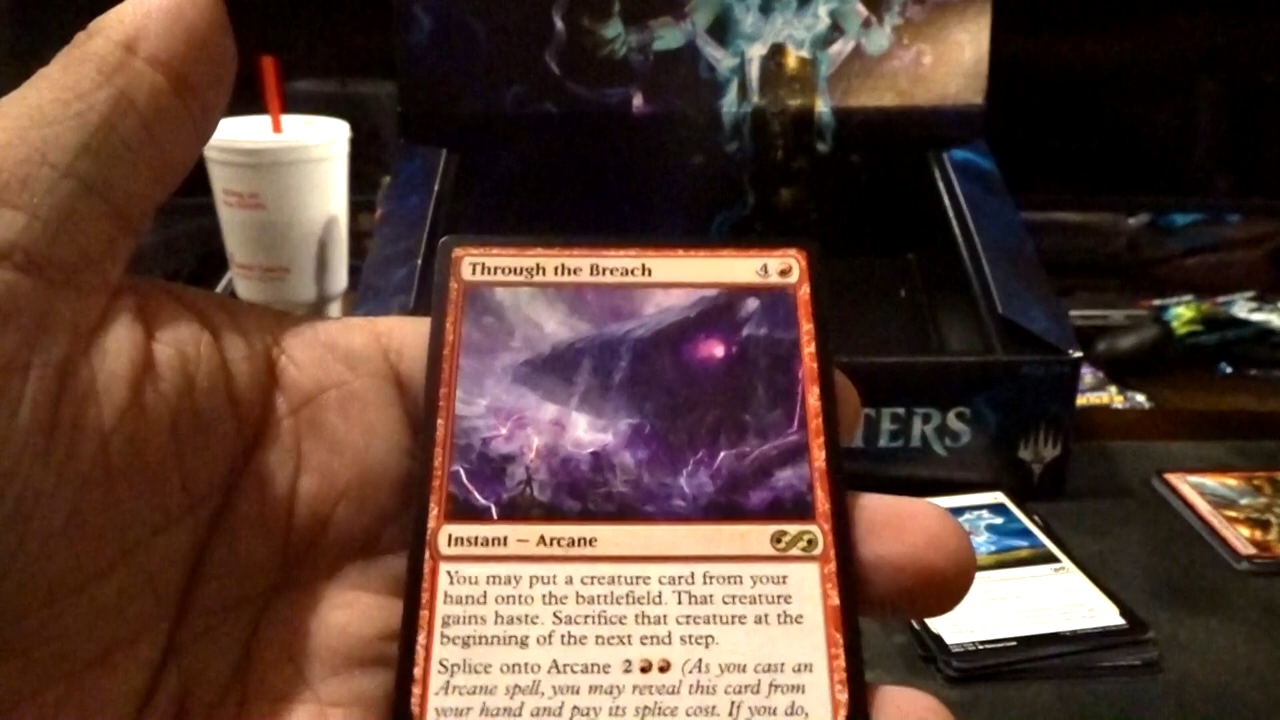 Through the Breach 4
TERS
Instant — Arcane
You may put a creature card from your
hand onto the battlefield. That creature
gains haste. Sacrifice that creature at the
beginning of the next end step.
Splice onto Arcane 2 (As you cast an
Arcane spell, you may reveal this card from
your hand and pay its splice cost. If you do,